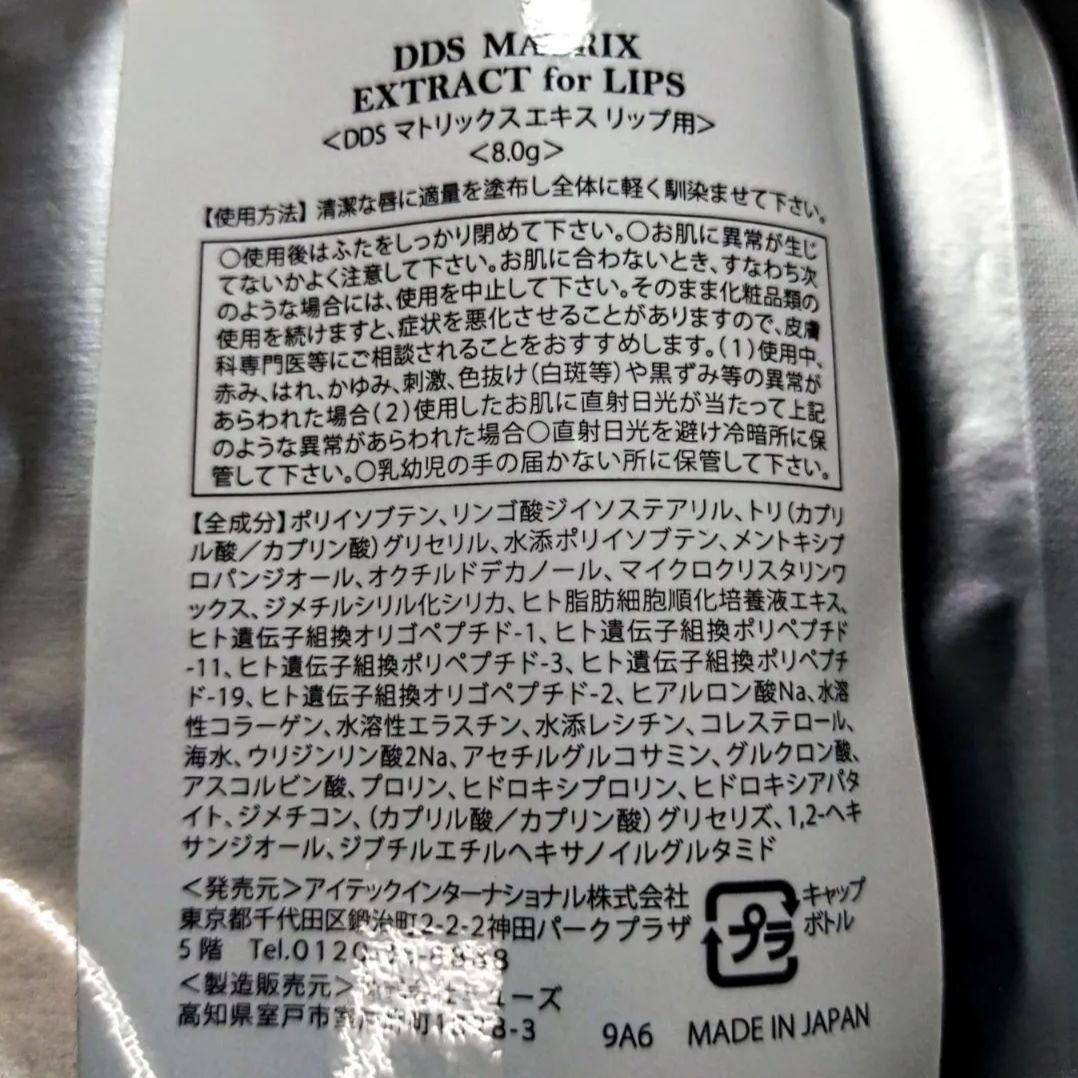 DDS MATRIX
EXTRACT for LIPS
<DDS マトリックスエキス リップ用>
<8.0g>
【使用方法】清潔な唇に適量を塗布し全体に軽く馴染ませて下さい。
○使用後はふたをしっかり閉めて下さい。○お肌に異常が生じ
てないかよく注意して下さい。お肌に合わないとき、すなわち次
のような場合には、使用を中止して下さい。そのまま化粧品類の
使用を続けますと、症状を悪化させることがありますので、皮膚
科専門医等にご相談されることをおすすめします。(1)使用中、
赤み、はれ、かゆみ、刺激、色抜け(白斑等)や黒ずみ等の異常が
あらわれた場合(2)使用したお肌に直射日光が当たって上記
のような異常があらわれた場合○直射日光を避け冷暗所に保
管して下さい。○乳幼児の手の届かない所に保管して下さい。
【全成分】ポリイソブテン、リンゴ酸ジイソステアリル、トリ(カプリ
ル酸/カプリン酸)グリセリル、水添ポリイソブテン、メントキシプ
ロパンジオール、オクチルドデカノール、マイクロクリスタリンワ
ックス、ジメチルシリル化シリカ、ヒト脂肪細胞順化培養液エキス、
ヒト遺伝子組換オリゴペプチド-1、ヒト遺伝子組換ポリペプチド
-11、ヒト遺伝子組換ポリペプチド-3、ヒト遺伝子組換ポリペプチ
ド-19、ヒト遺伝子組換オリゴペプチド-2、ヒアルロン酸Na、水溶
性コラーゲン、水溶性エラスチン、水添レシチン、コレステロール、
海水、ウリジンリン酸2Na、アセチルグルコサミン、グルクロン酸、
アスコルビン酸、プロリン、ヒドロキシプロリン、ヒドロキシアパタ
イト、ジメチコン、(カプリル酸/カプリン酸)グリセリズ、1,2-ヘキ
サンジオール、ジブチルエチルヘキサノイルグルタミド
<発売元>アイテックインターナショナル株式会社
東京都千代田区鍛治町2-2-2神田パークプラザ
5階 Tel.0120
<製造販売元>
高知県室戸市
キャップ
ボトル
プラ
9A6 MADE IN JAPAN